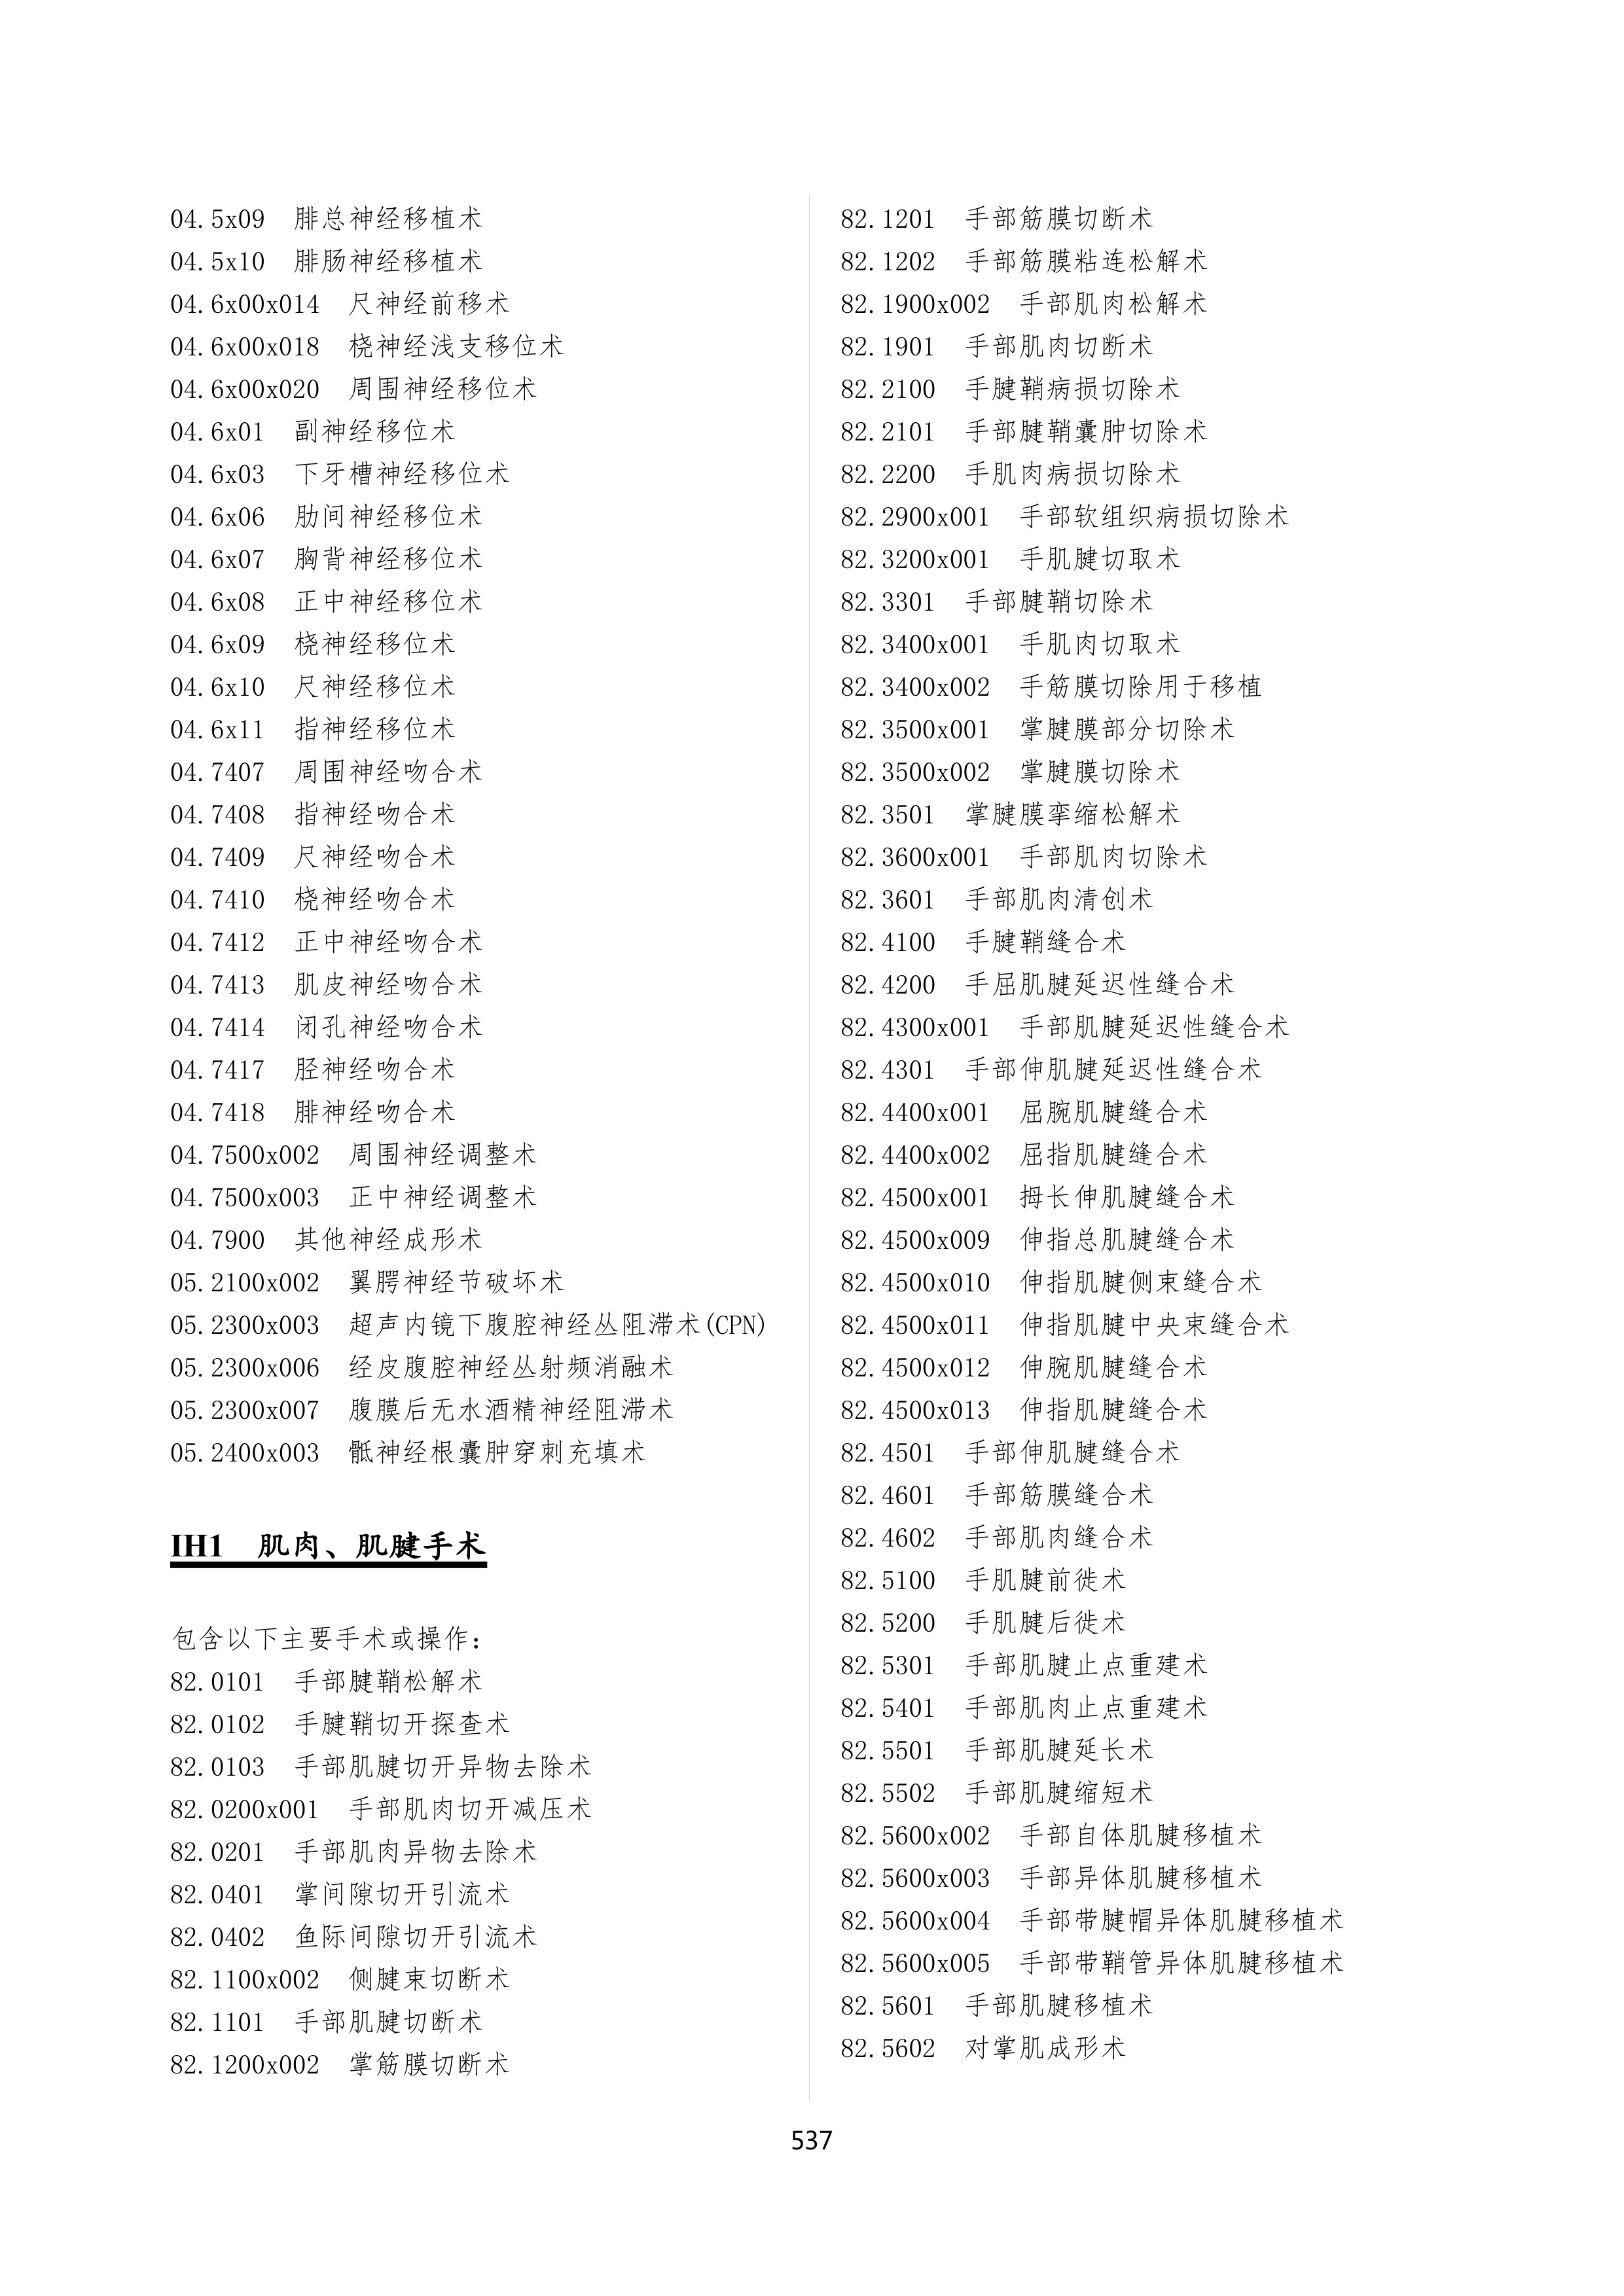 04.5x09 腓总神经移植术
04.5x10 腓肠神经移植术
04.6x00x014 尺神经前移术
04.6x00x018 桡神经浅支移位术
04.6x00x020 周围神经移位术
04.6x01 副神经移位术
04.6x03 下牙槽神经移位术
04.6x06 肋间神经移位术
04.6x07 胸背神经移位术
04.6x08 正中神经移位术
04.6x09 桡神经移位术
04.6x10 尺神经移位术
04.6x11 指神经移位术
04.7407 周围神经吻合术
04.7408 指神经吻合术
04.7409 尺神经吻合术
04.7410 桡神经吻合术
04.7412 正中神经吻合术
04.7413 肌皮神经吻合术
04.7414 闭孔神经吻合术
04.7417 胫神经吻合术
04.7418 腓神经吻合术
04.7500x002 周围神经调整术
04.7500x003 正中神经调整术
04.7900 其他神经成形术
05.2100x002 翼腭神经节破坏术
05.2300x003 超声内镜下腹腔神经丛阻滞术(CPN)
05.2300x006 经皮腹腔神经丛射频消融术
05.2300x007 腹膜后无水酒精神经阻滞术
05.2400x003 骶神经根囊肿穿刺充填术
IH1 肌肉、肌腱手术
包含以下主要手术或操作：
82.0101 手部腱鞘松解术
82.0102 手腱鞘切开探查术
82.0103 手部肌腱切开异物去除术
82.0200x001 手部肌肉切开减压术
82.0201 手部肌肉异物去除术
82.0401 掌间隙切开引流术
82.0402 鱼际间隙切开引流术
82.1100x002 侧腱束切断术
82.1101 手部肌腱切断术
82.1200x002 掌筋膜切断术
82.1201 手部筋膜切断术
82.1202 手部筋膜粘连松解术
82.1900x002 手部肌肉松解术
82.1901 手部肌肉切断术
82.2100 手腱鞘病损切除术
82.2101 手部腱鞘囊肿切除术
82.2200 手肌肉病损切除术
82.2900x001 手部软组织病损切除术
82.3200x001 手肌腱切取术
82.3301 手部腱鞘切除术
82.3400x001 手肌肉切取术
82.3400x002 手筋膜切除用于移植
82.3500x001 掌腱膜部分切除术
82.3500x002 掌腱膜切除术
82.3501 掌腱膜挛缩松解术
82.3600x001 手部肌肉切除术
82.3601 手部肌肉清创术
82.4100 手腱鞘缝合术
82.4200 手屈肌腱延迟性缝合术
82.4300x001 手部肌腱延迟性缝合术
82.4301 手部伸肌腱延迟性缝合术
82.4400x001 屈腕肌腱缝合术
82.4400x002 屈指肌腱缝合术
82.4500x001 拇长伸肌腱缝合术
82.4500x009 伸指总肌腱缝合术
82.4500x010 伸指肌腱侧束缝合术
82.4500x011 伸指肌腱中央束缝合术
82.4500x012 伸腕肌腱缝合术
82.4500x013 伸指肌腱缝合术
82.4501 手部伸肌腱缝合术
82.4601 手部筋膜缝合术
82.4602 手部肌肉缝合术
82.5100 手肌腱前徙术
82.5200 手肌腱后徙术
82.5301 手部肌腱止点重建术
82.5401 手部肌肉止点重建术
82.5501 手部肌腱延长术
82.5502 手部肌腱缩短术
82.5600x002 手部自体肌腱移植术
82.5600x003 手部异体肌腱移植术
82.5600x004 手部带腱帽异体肌腱移植术
82.5600x005 手部带鞘管异体肌腱移植术
82.5601 手部肌腱移植术
82.5602 对掌肌成形术
537